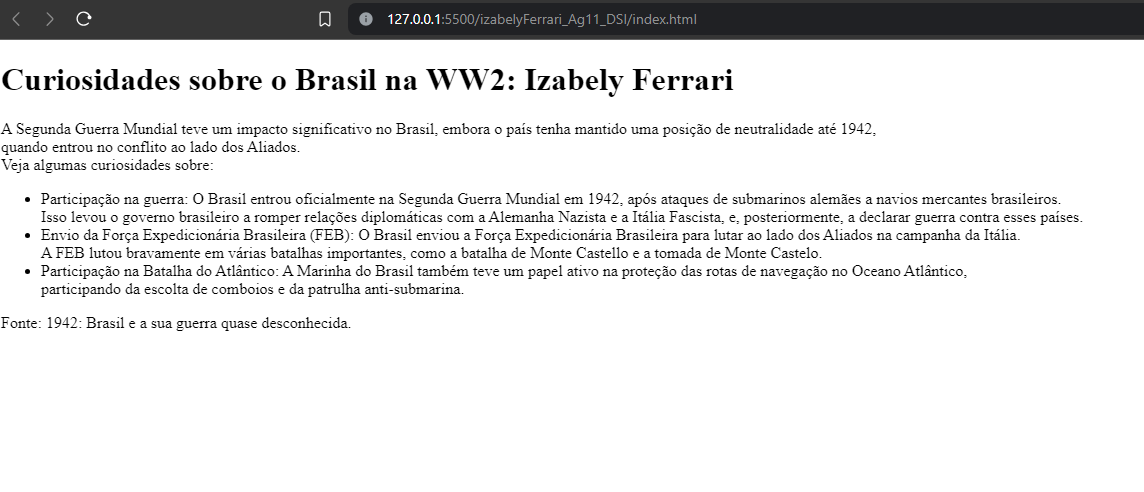 127.0.0.1:5500/izabelyFerrari_Ag11_DSI/index.html
Curiosidades sobre o Brasil na WW2: Izabely Ferrari
A Segunda Guerra Mundial teve um impacto significativo no Brasil, embora o país tenha mantido uma posição de neutralidade até 1942,
quando entrou no conflito ao lado dos Aliados.
Veja algumas curiosidades sobre:
• Participação na guerra: O Brasil entrou oficialmente na Segunda Guerra Mundial em 1942, após ataques de submarinos alemães a navios mercantes brasileiros.
Isso levou o governo brasileiro a romper relações diplomáticas com a Alemanha Nazista e a Itália Fascista, e, posteriormente, a declarar guerra contra esses países.
• Envio da Força Expedicionária Brasileira (FEB): O Brasil enviou a Força Expedicionária Brasileira para lutar ao lado dos Aliados na campanha da Itália.
A FEB lutou bravamente em várias batalhas importantes, como a batalha de Monte Castello e a tomada de Monte Castelo.
• Participação na Batalha do Atlântico: A Marinha do Brasil também teve um papel ativo na proteção das rotas de navegação no Oceano Atlântico,
participando da escolta de comboios e da patrulha anti-submarina.
Fonte: 1942: Brasil e a sua guerra quase desconhecida.